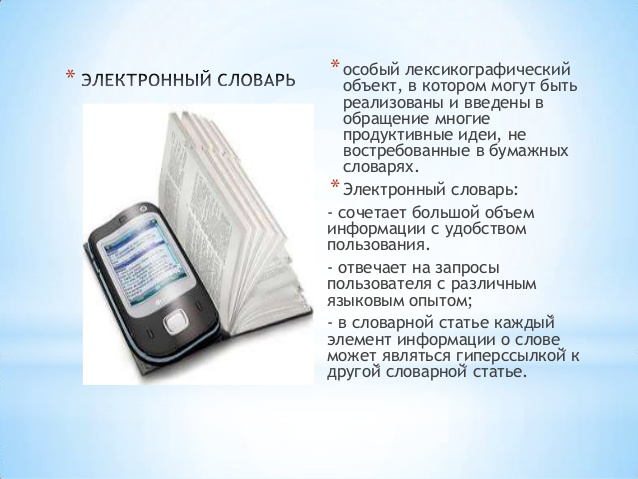 * ЭЛЕКТРОННЫЙ СЛОВАРЬ
* особый лексикографический
объект, в котором могут быть
реализованы и введены в
обращение многие
продуктивные идеи, не
востребованные в бумажных
словарях.
* Электронный словарь:
- сочетает большой объем
информации с удобством
пользования.
- отвечает на запросы
пользователя с различным
языковым опытом;
- в словарной статье каждый
элемент информации о слове
может являться гиперссылкой к
другой словарной статье.